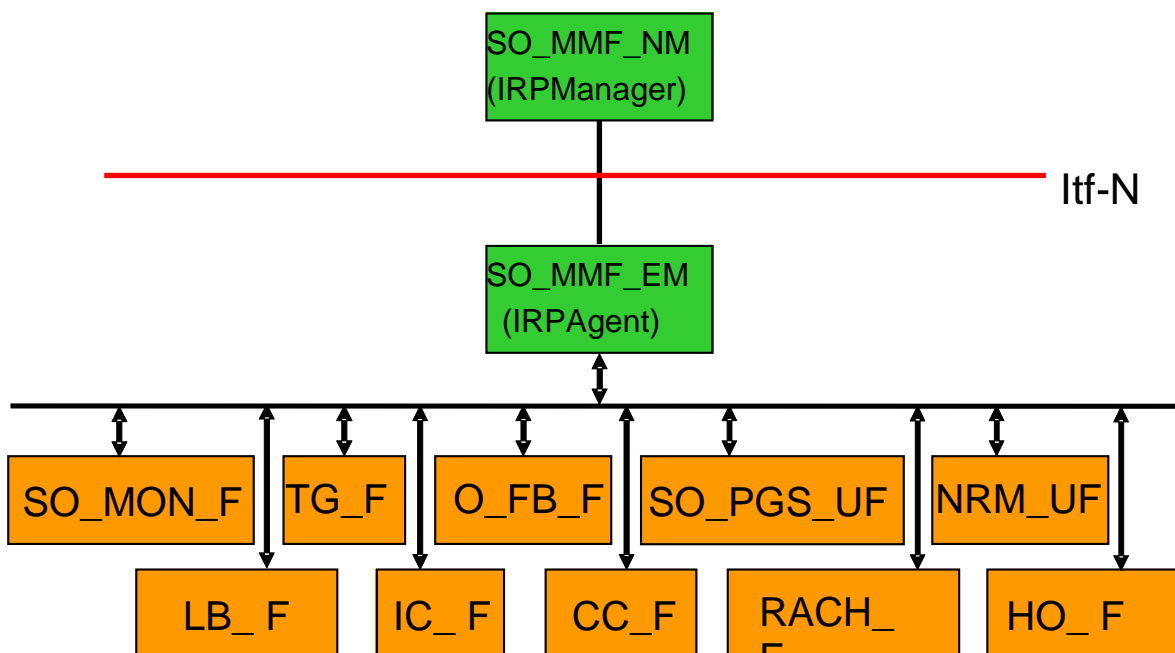 SO_MMF_NM
(IRPManager)
Itf-N
SO_MMF_EM
(IRPAgent)
SO_MON_F
TG_F
O_FB_F
SO_PGS_UF
NRM_UF
LB_ F
IC_ F
CC_F
RACH_
HO_ F